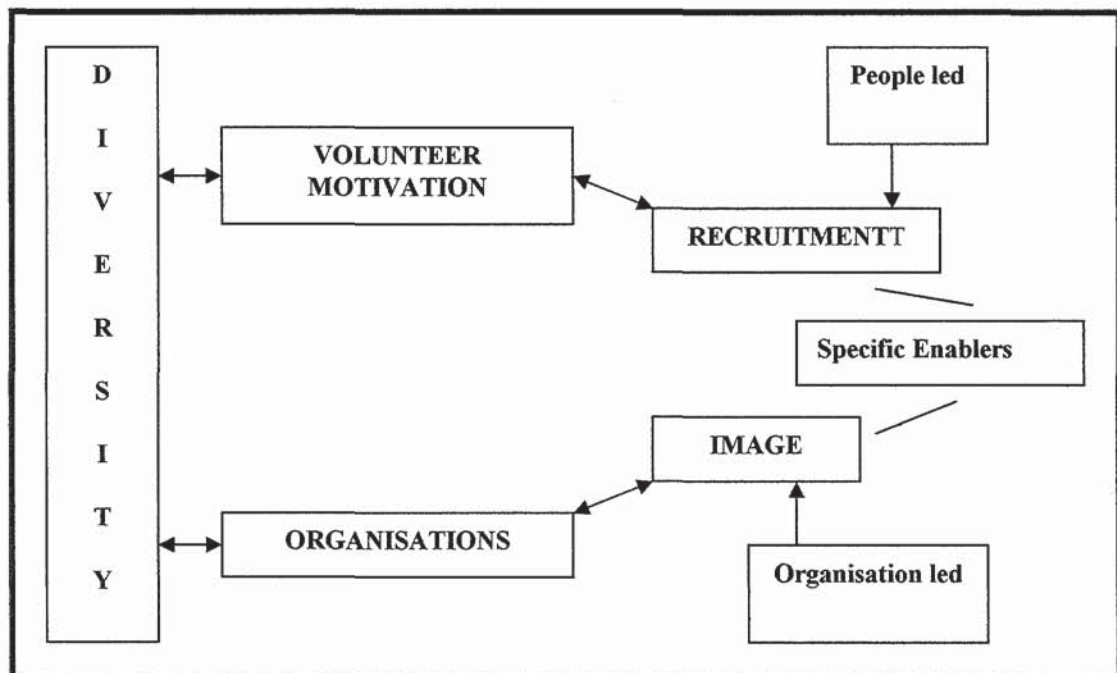 D
I
V
E
R
S
I
T
Y
People led
VOLUNTEER
MOTIVATION
RECRUITMENTT
Specific Enablers
IMAGE
ORGANISATIONS
Organisation led